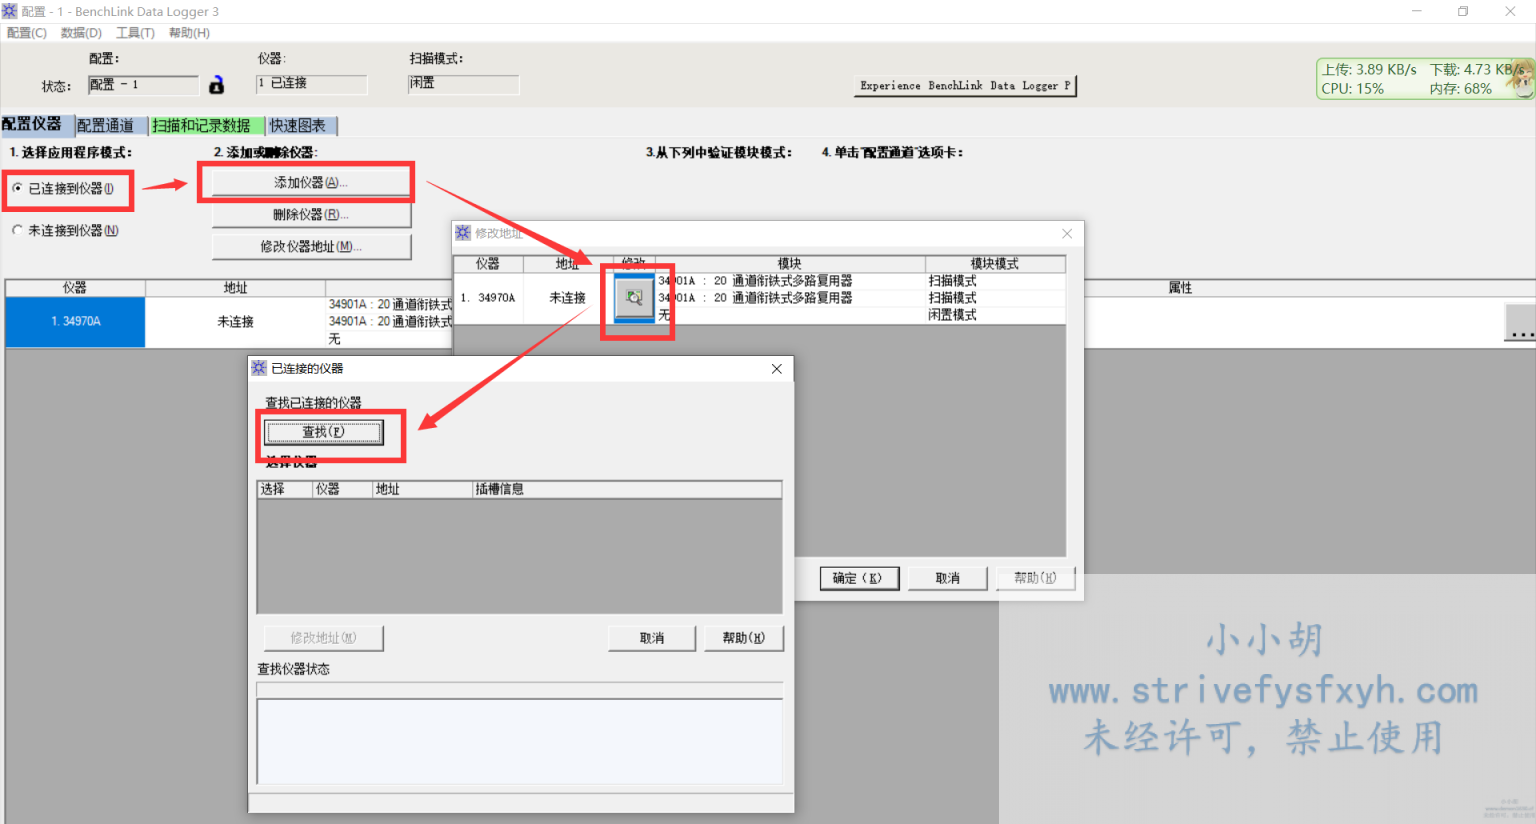 配置 - 1 - BenchLink Data Logger 3
配置(C) 数据(D) 工具(T) 帮助(H)
配置: 仪器: 扫描模式:
状态: 配置 - 1 1 已连接 闲置
Experience BenchLink Data Logger P
上传: 3.89 KB/s 下载: 4.73 KB/s
CPU: 15% 内存: 68%
配置仪器 配置通道 扫描和记录数据 快速图表
1. 选择应用程序模式: 2. 添加或删除仪器: 3.从下列中验证模块模式: 4. 单击"配置通道"选项卡:
已连接到仪器(I) 添加仪器(A)...
删除仪器(R)...
未连接到仪器(N)
修改仪器地址(M)...
仪器 地址 属性
1. 34970A 未连接
34901A : 20 通道衔铁式
34901A : 20 通道衔铁式
无
...
修改地址
仪器 地址 修改 模块 模块模式
1. 34970A 未连接
34901A : 20 通道衔铁式多路复用器 扫描模式
34901A : 20 通道衔铁式多路复用器 扫描模式
无 闲置模式
确定 (K) 取消 帮助(H)
已连接的仪器
查找已连接的仪器
查找(F)
选择仪器
选择 仪器 地址 插槽信息
修改地址(M) 取消 帮助(H)
查找仪器状态
小小胡
www.strivefysfxyh.com
未经许可，禁止使用